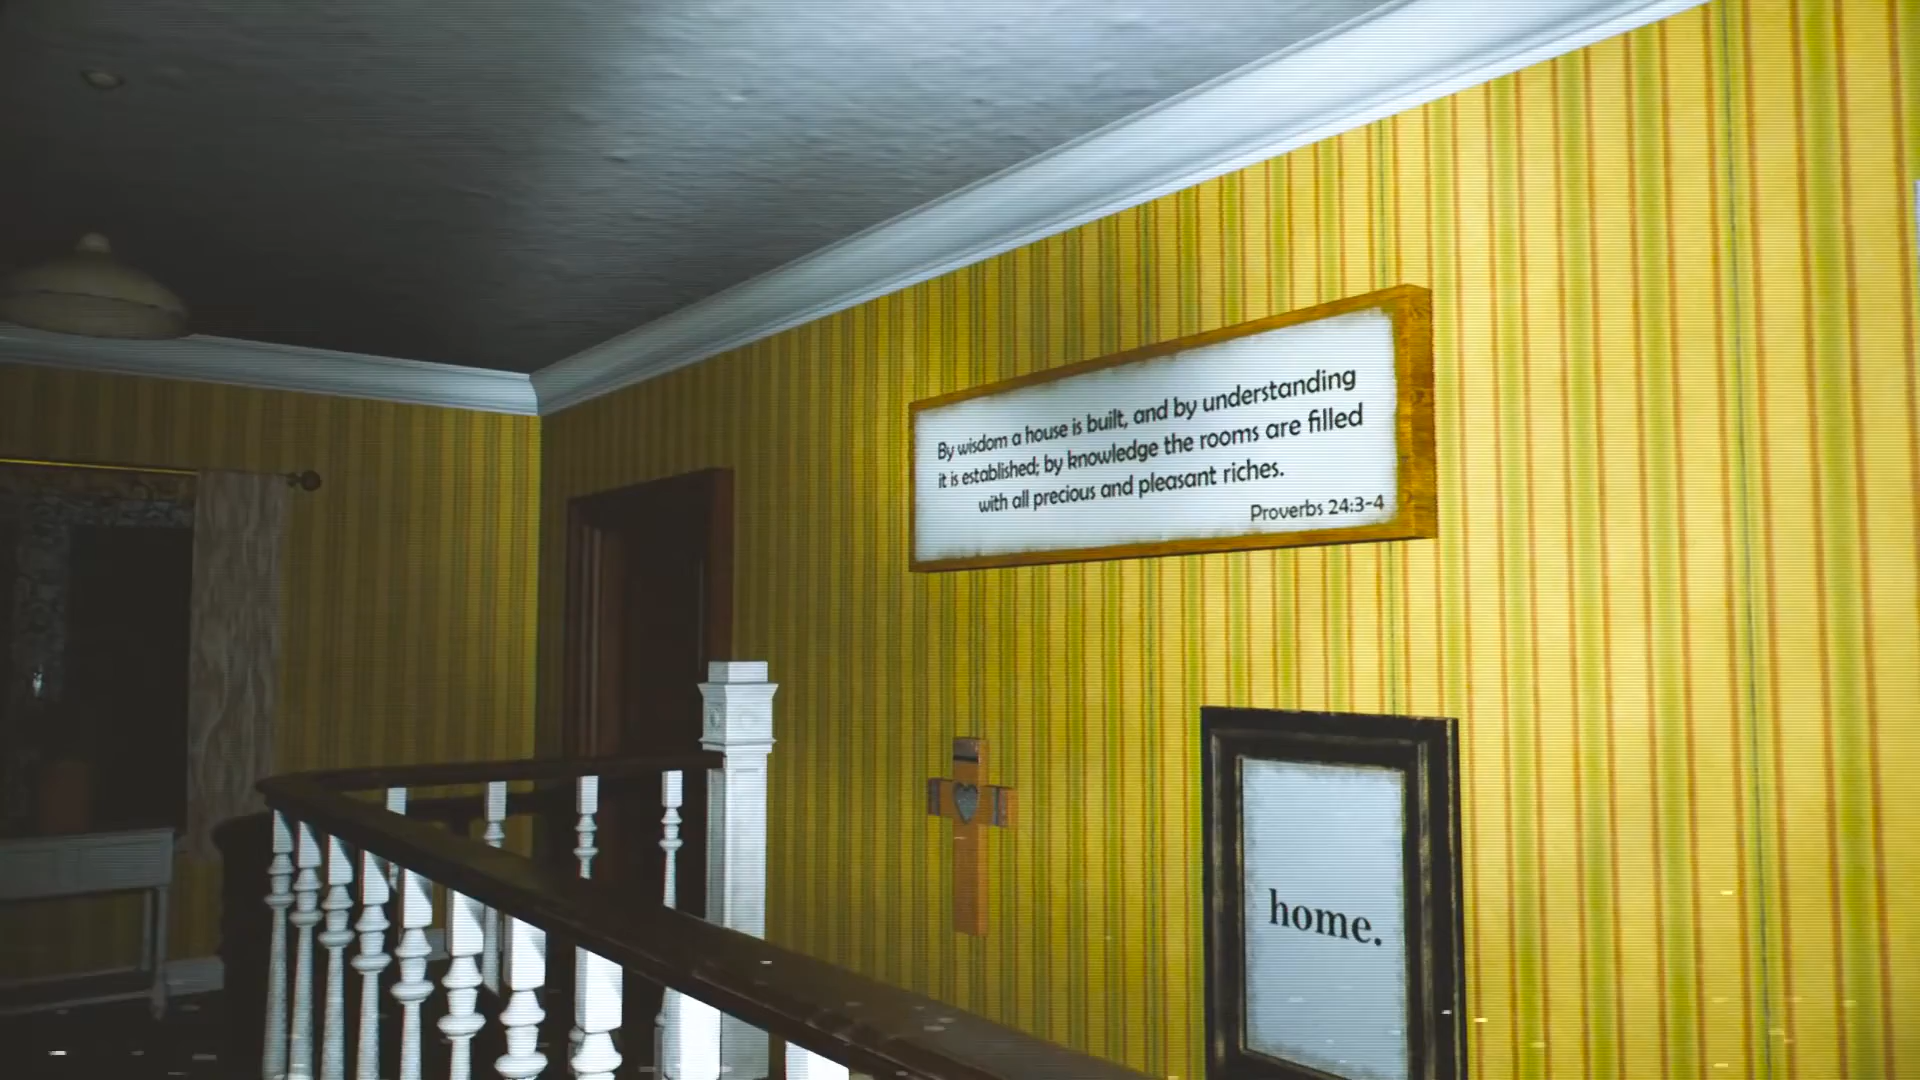 By wisdom a house is built, and by understanding
it is established; by knowledge the rooms are filled
with all precious and pleasant riches.
Proverbs 24:3-4
home.